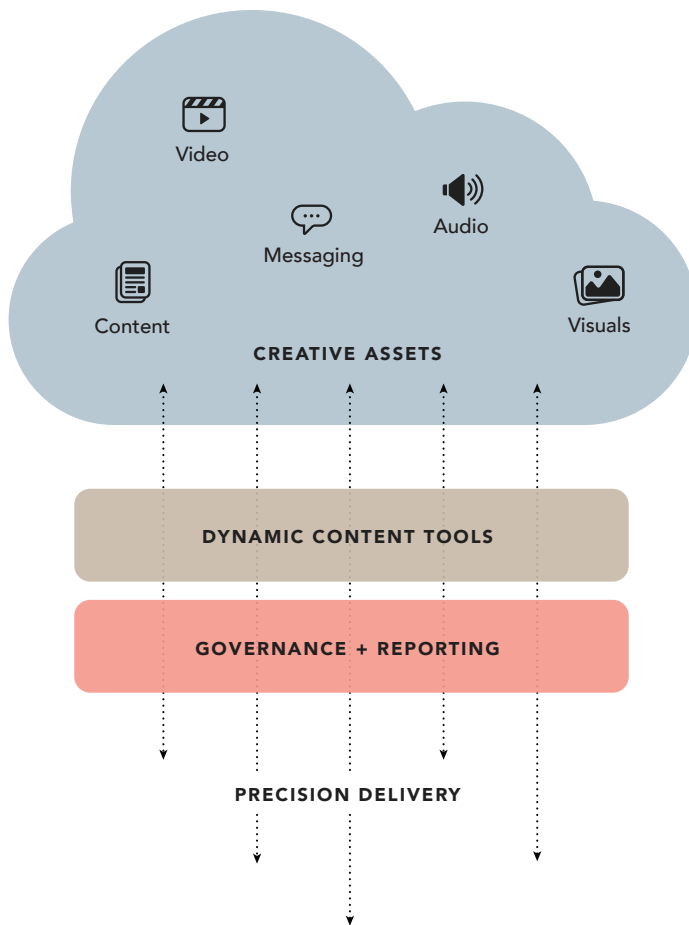 Video
Messaging
Audio
Content
Visuals
CREATIVE ASSETS
DYNAMIC CONTENT TOOLS
GOVERNANCE + REPORTING
PRECISION DELIVERY